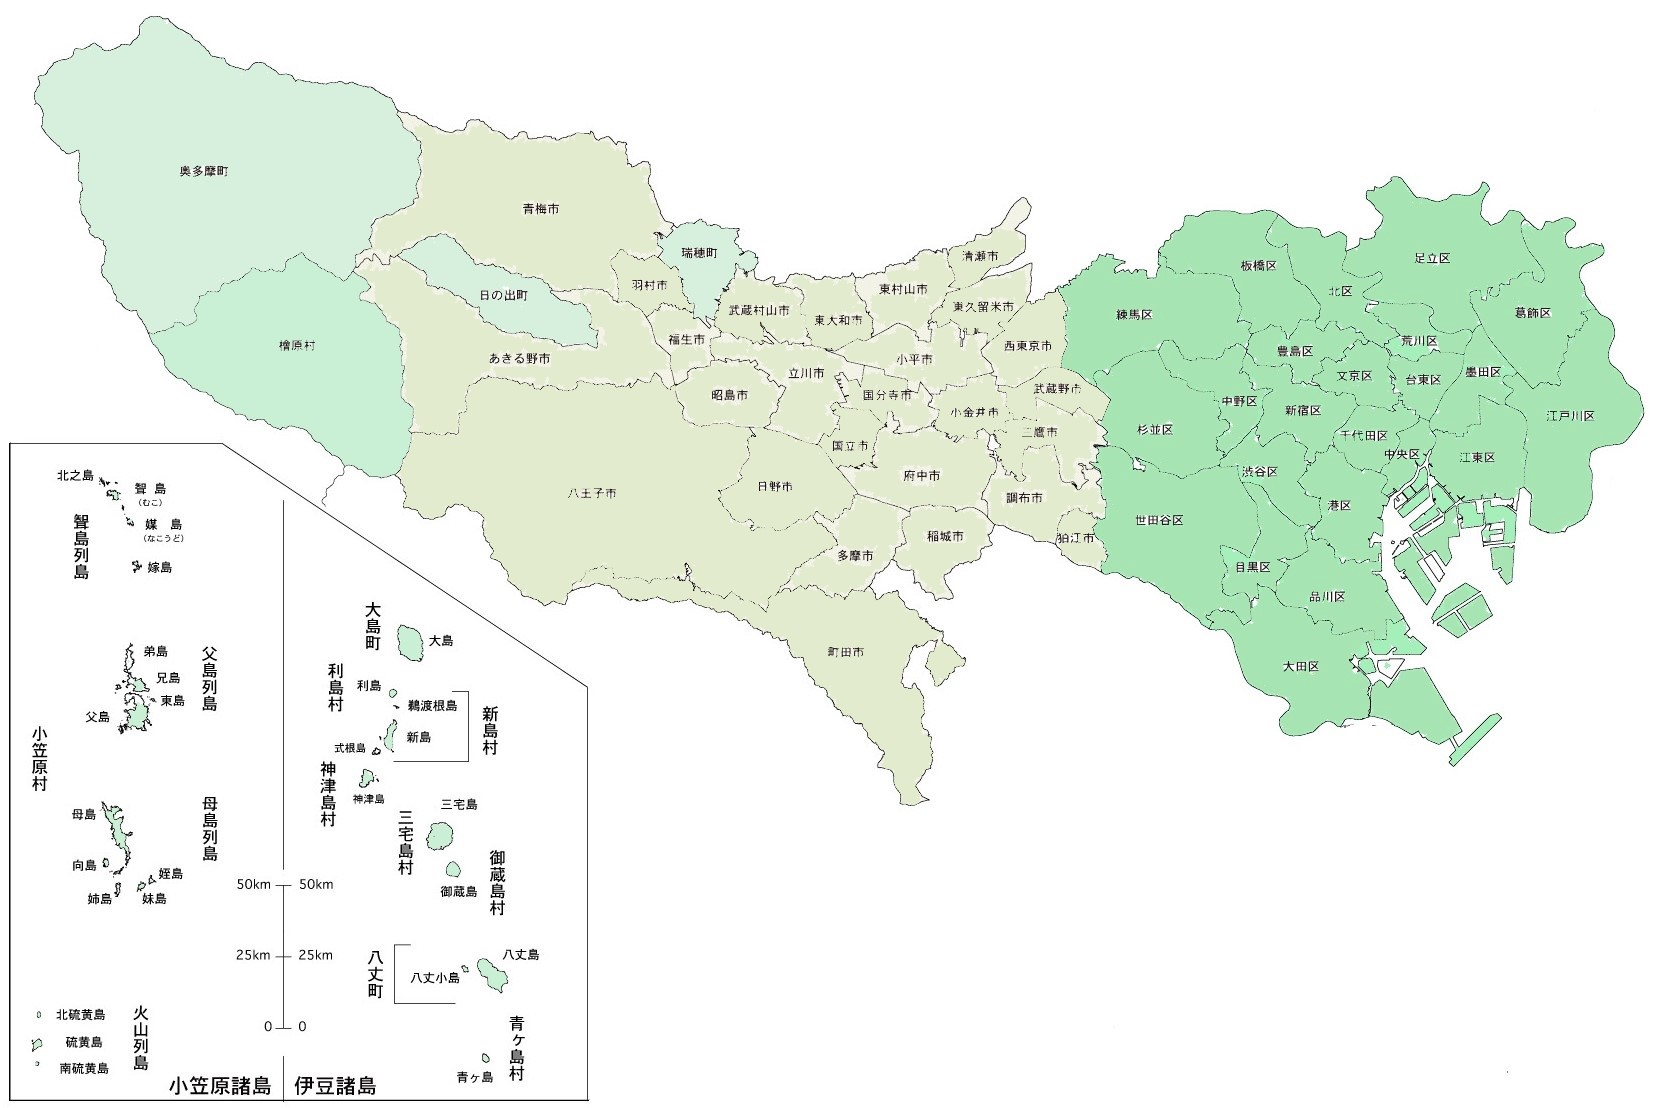 奥多摩町
青梅市
瑞穂町
清瀬市
板橋区
足立区
羽村市
東村山市
日の出町
武蔵村山市
東大和市
東久留米市
北区
葛飾区
練馬区
檜原村
あきる野市
福生市
小平市
西東京市
豊島区
荒川区
立川市
昭島市
国分寺市
武蔵野市
文京区
台東区
墨田区
小金井市
中野区
新宿区
江戸川区
国立市
三鷹市
杉並区
千代田区
中央区
江東区
八王子市
日野市
府中市
調布市
渋谷区
港区
世田谷区
多摩市
稲城市
狛江市
目黒区
品川区
町田市
大田区
北之島
聟島
(むこ)
媒島
(なこうど)
嫁島
聟島列島
弟島
兄島
東島
父島
父島列島
小笠原村
母島
向島
姉島
姪島
妹島
母島列島
北硫黄島
硫黄島
南硫黄島
火山列島
小笠原諸島
50km
50km
25km
25km
0
0
大島町
大島
利島村
利島
鵜渡根島
新島
式根島
新島村
神津島村
神津島
三宅島
三宅島村
御蔵島村
御蔵島
八丈町
八丈島
八丈小島
青ヶ島村
青ヶ島
伊豆諸島